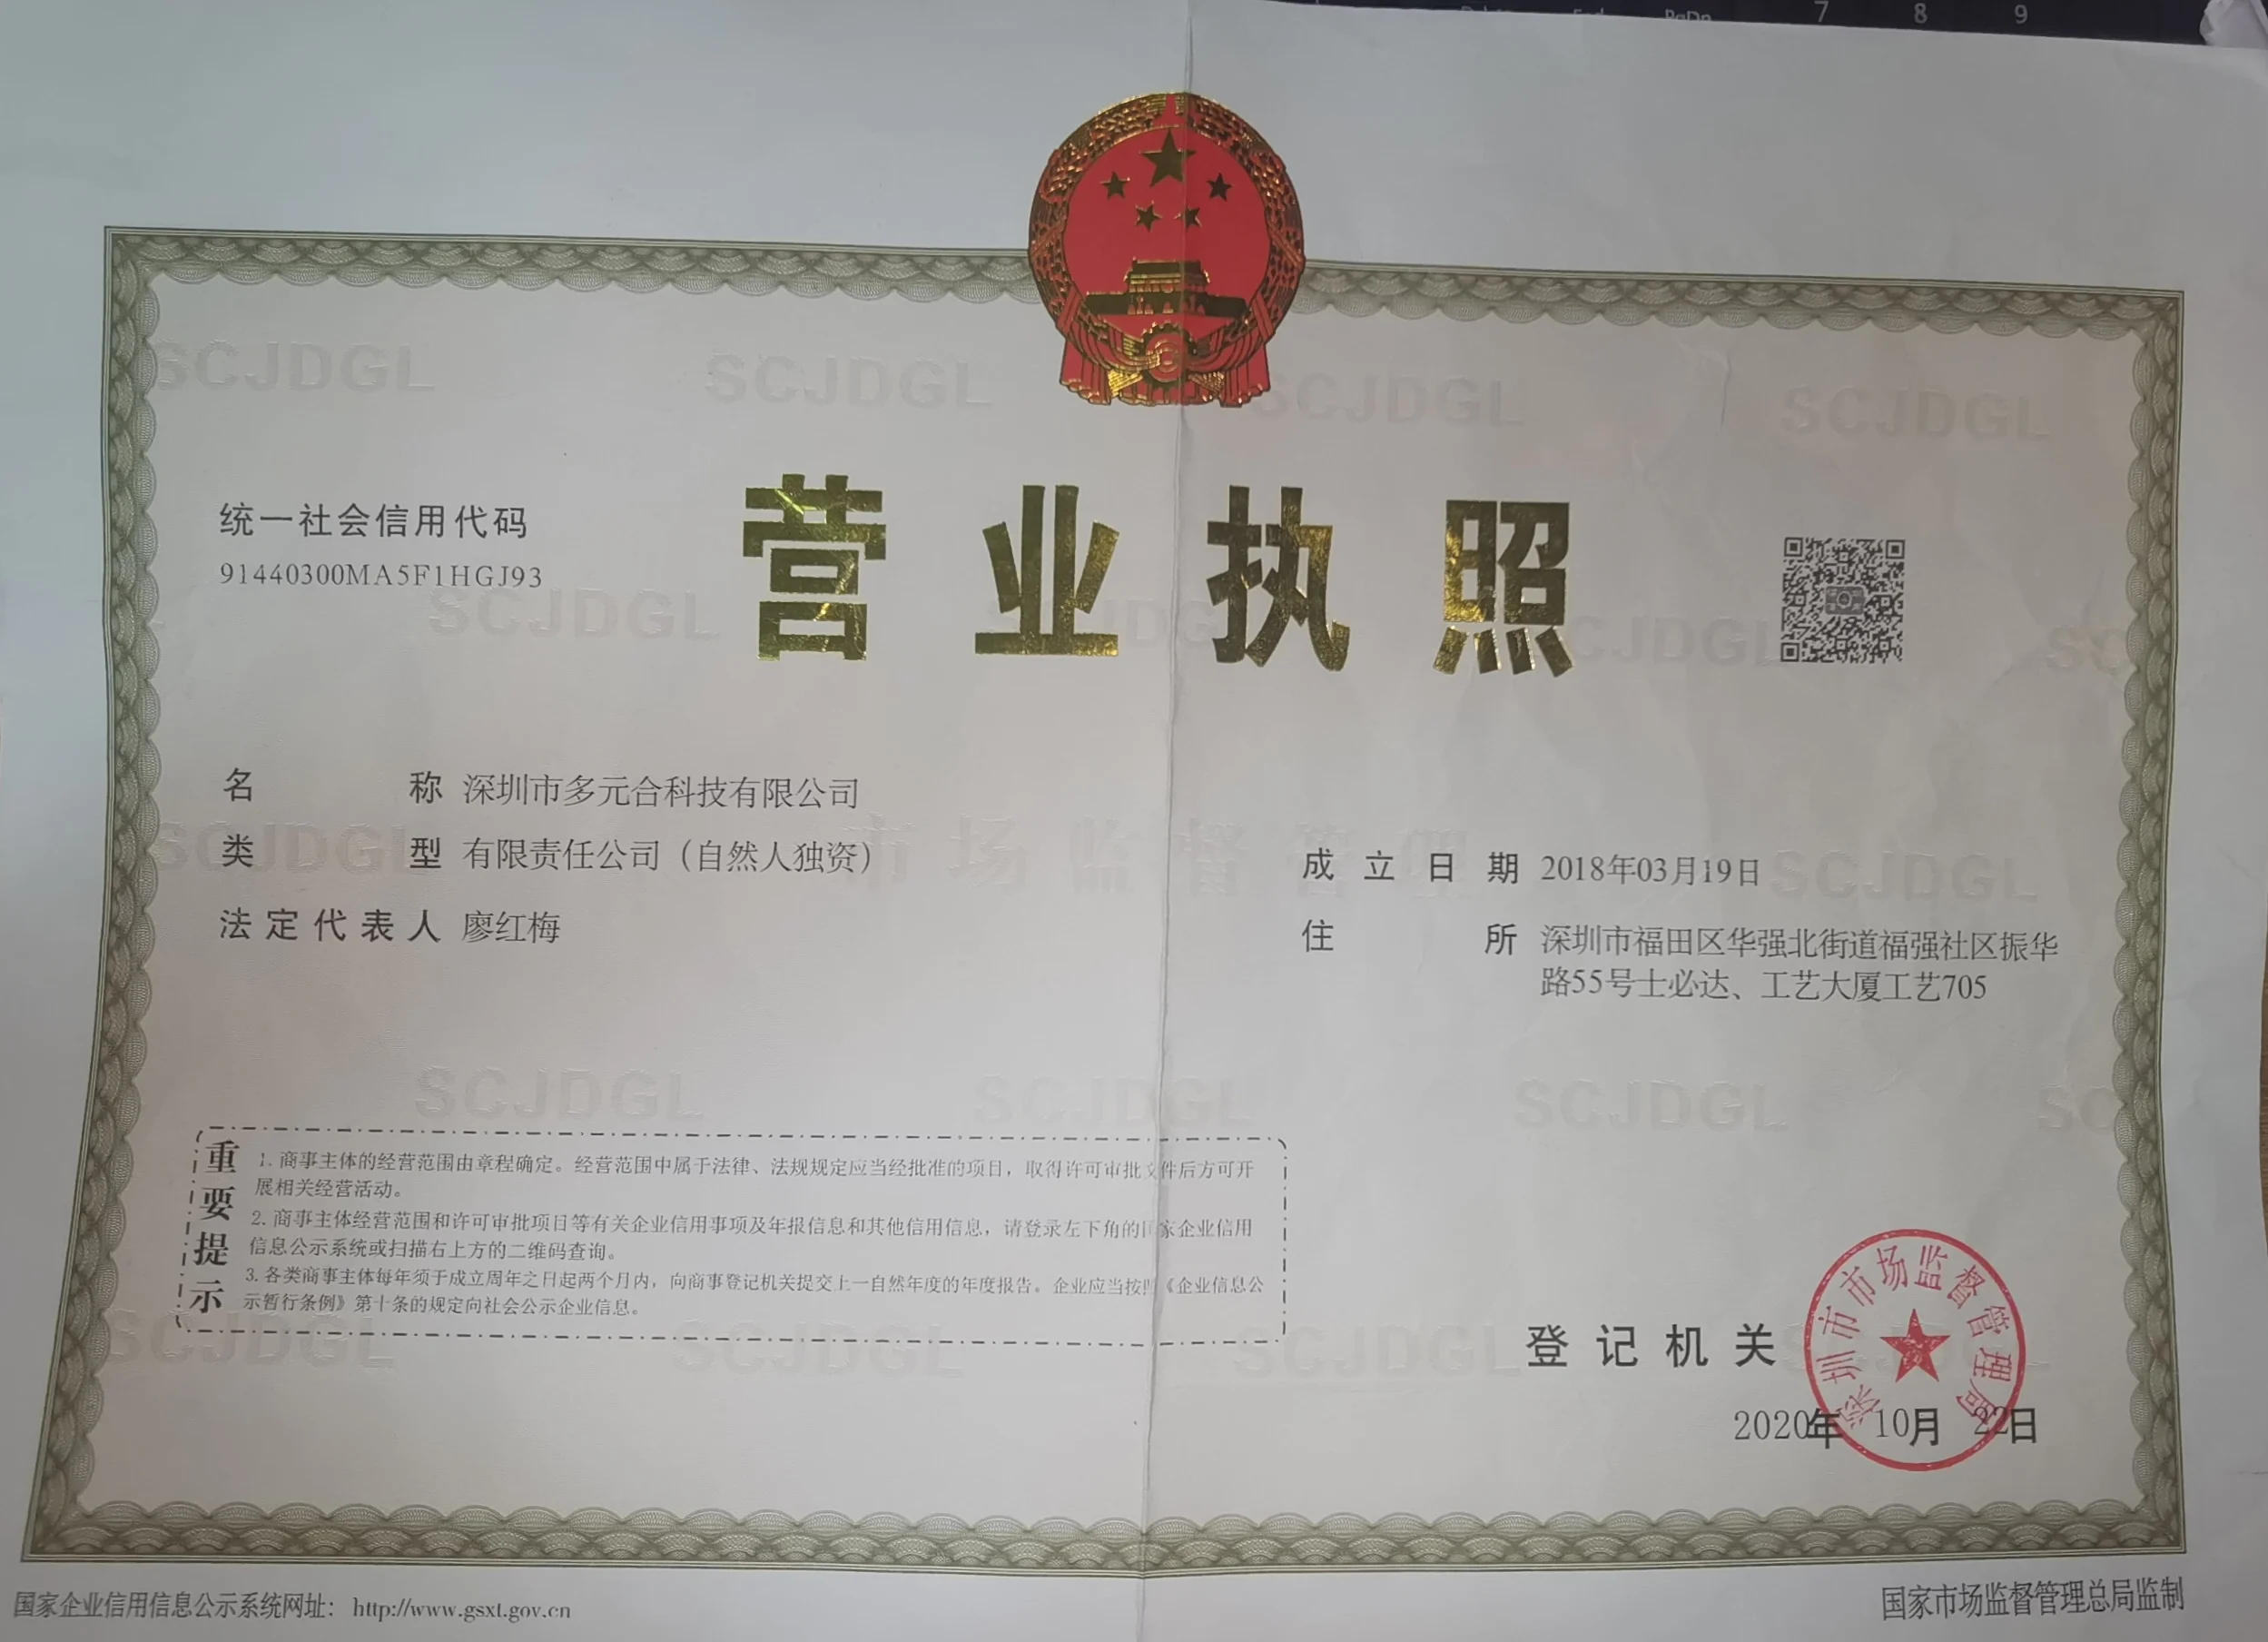 7 8 9
营业执照
统一社会信用代码
91440300MA5F1HGJ93
名称 深圳市多元合科技有限公司
类型 有限责任公司（自然人独资）
法定代表人 廖红梅
成立日期 2018年03月19日
住所 深圳市福田区华强北街道福强社区振华
路55号士必达、工艺大厦工艺705
重要提示
1. 商事主体的经营范围由章程确定。经营范围中属于法律、法规规定应当经批准的项目，取得许可审批文件后方可开
展相关经营活动。
2. 商事主体经营范围和许可审批项目等有关企业信用事项及年报信息和其他信用信息，请登录左下角的国家企业信用
信息公示系统或扫描右上方的二维码查询。
3. 各类商事主体每年须于成立周年之日起两个月内，向商事登记机关提交上一自然年度的年度报告。企业应当按照《企业信息公
示暂行条例》第十条的规定向社会公示企业信息。
登记机关
深圳市市场监督管理局
2020年 10月 22日
国家企业信用信息公示系统网址：http://www.gsxt.gov.cn
国家市场监督管理总局监制
SCJDGL
市场监督管理